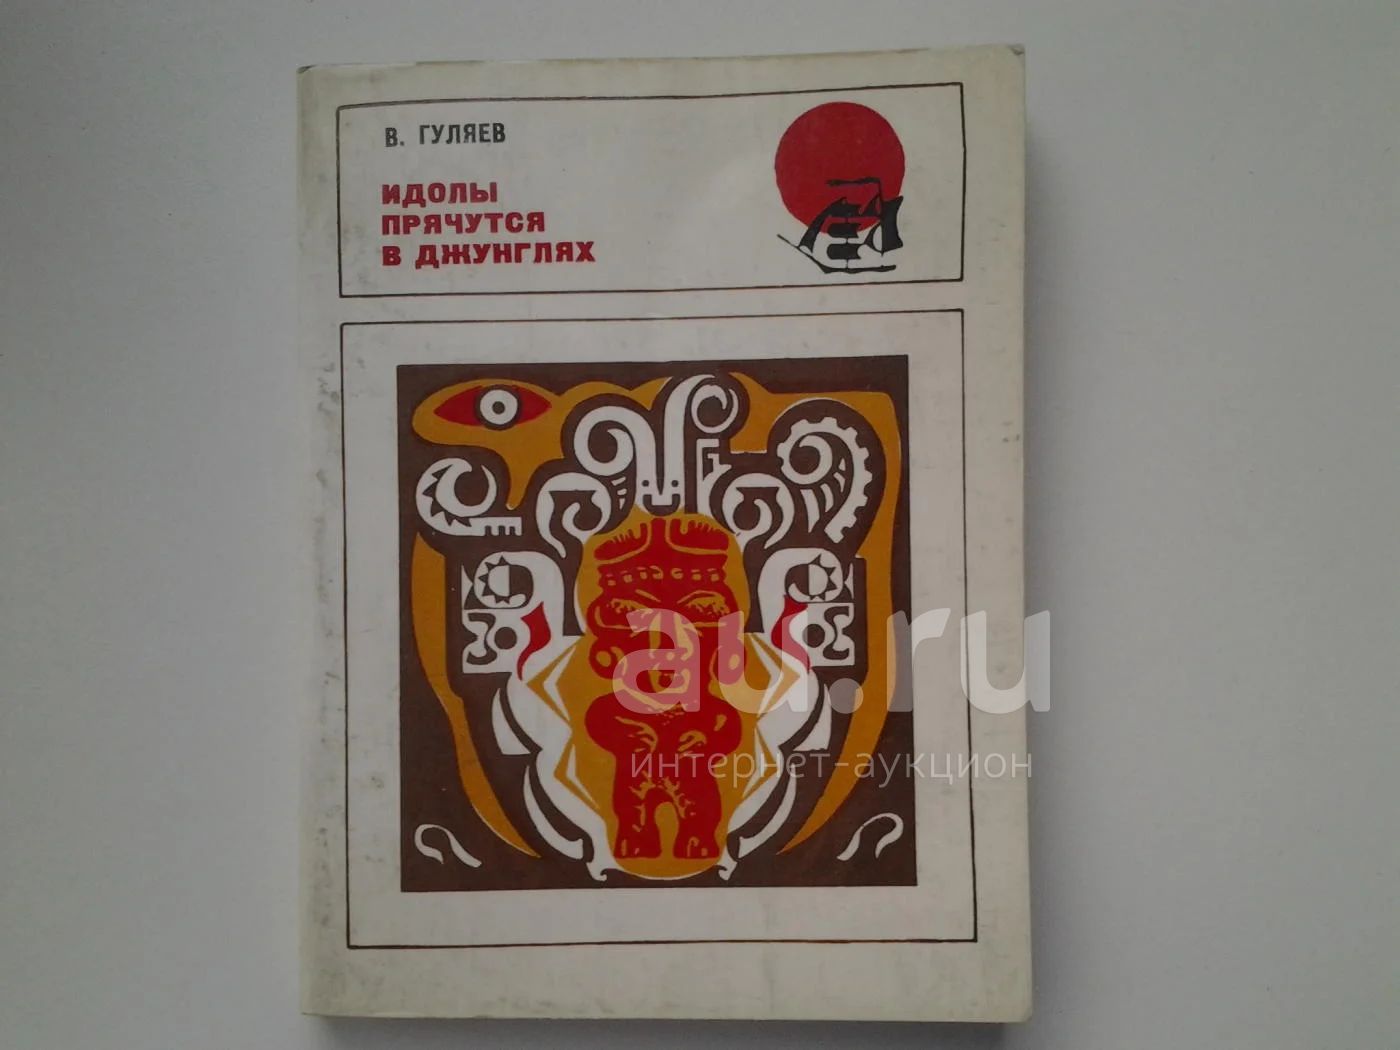 В. ГУЛЯЕВ
ИДОЛЫ
ПРЯЧУТСЯ
В ДЖУНГЛЯХ
au.ru
интернет-аукцион